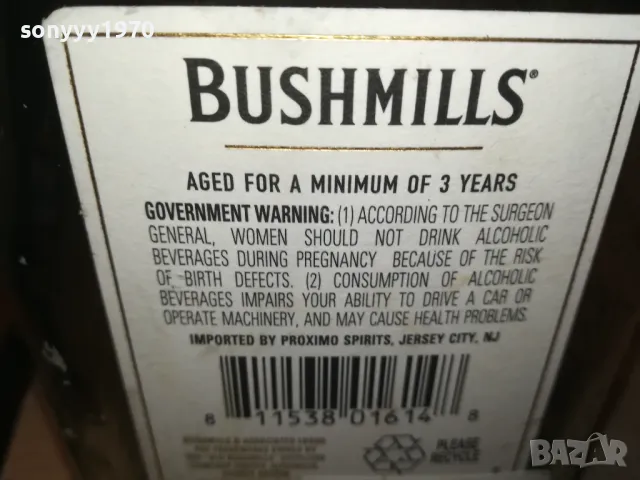 sonyyy1970
BUSHMILLS®
AGED FOR A MINIMUM OF 3 YEARS
GOVERNMENT WARNING: (1) ACCORDING TO THE SURGEON
GENERAL, WOMEN SHOULD NOT DRINK ALCOHOLIC
BEVERAGES DURING PREGNANCY BECAUSE OF THE RISK
OF BIRTH DEFECTS. (2) CONSUMPTION OF ALCOHOLIC
BEVERAGES IMPAIRS YOUR ABILITY TO DRIVE A CAR OR
OPERATE MACHINERY, AND MAY CAUSE HEALTH PROBLEMS.
IMPORTED BY PROXIMO SPIRITS, JERSEY CITY, NJ
8 11538 01614 8
PLEASE
RECYCLE
BAZAR